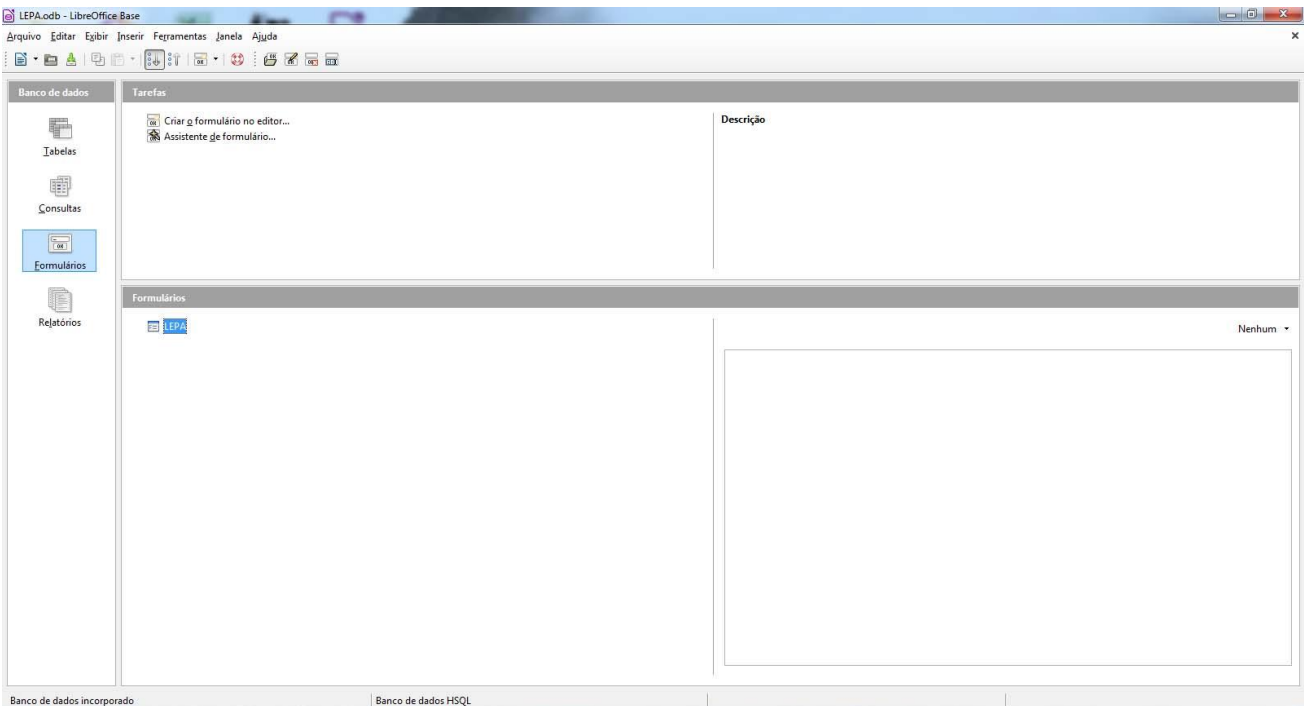 LEPA.odb - LibreOffice Base
Arquivo Editar Exibir Inserir Ferramentas Janela Ajuda
Banco de dados
Tabelas
Consultas
Formulários
Relatórios
Tarefas
Criar o formulário no editor...
Assistente de formulário...
Descrição
Formulários
LEPA
Nenhum
Banco de dados incorporado
Banco de dados HSQL